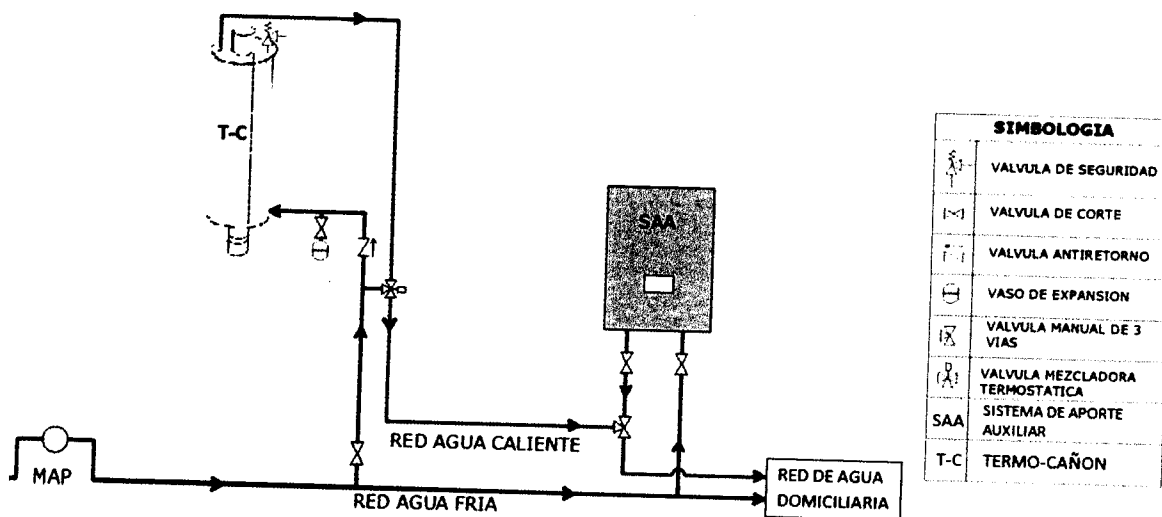 T-C
SAA
RED AGUA CALIENTE
MAP
RED AGUA FRIA
RED DE AGUA
DOMICILIARIA
SIMBOLOGIA
VALVULA DE SEGURIDAD
VALVULA DE CORTE
VALVULA ANTIRETORNO
VASO DE EXPANSION
VALVULA MANUAL DE 3
VIAS
VALVULA MEZCLADORA
TERMOSTATICA
SAA SISTEMA DE APORTE
AUXILIAR
T-C TERMO-CAÑON